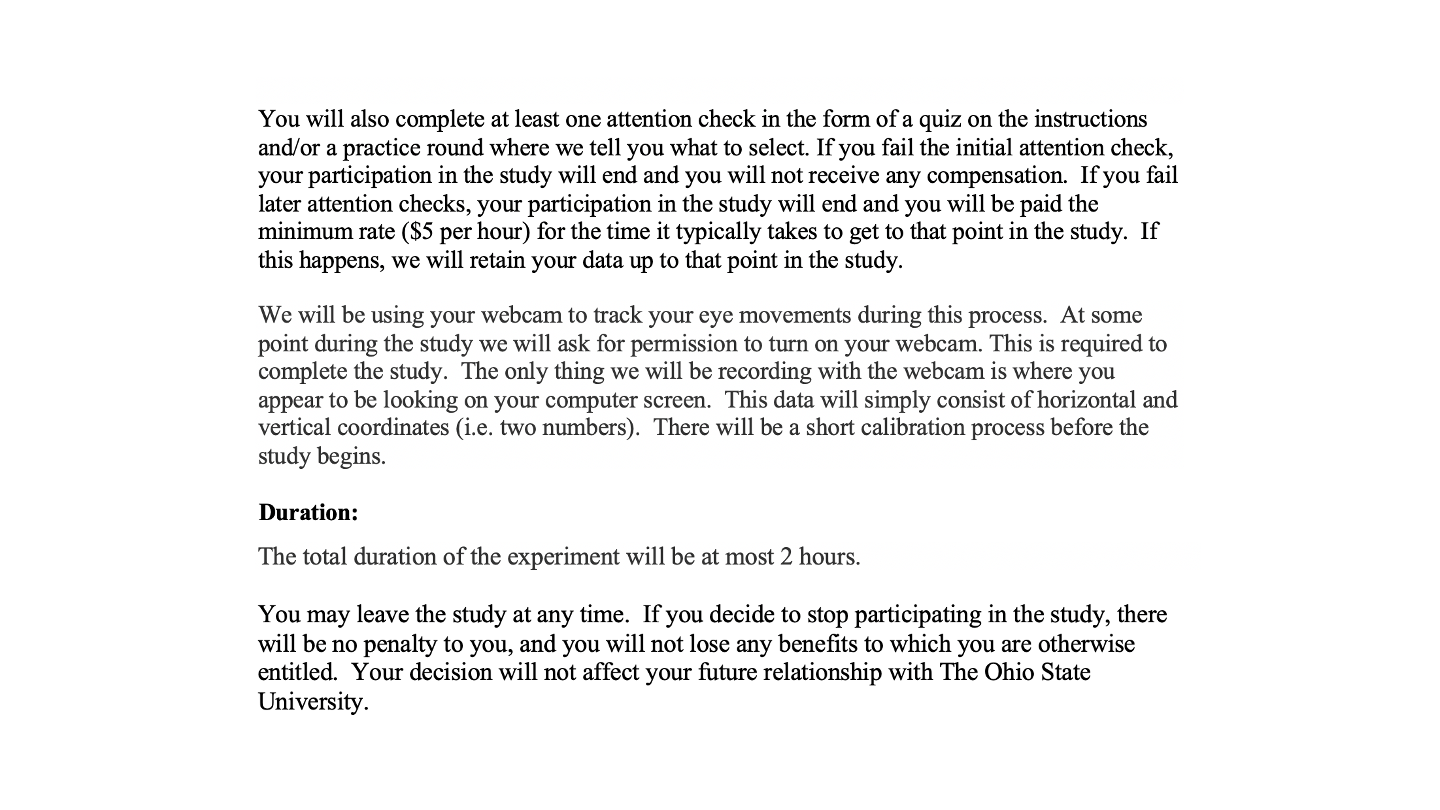 You will also complete at least one attention check in the form of a quiz on the instructions
and/or a practice round where we tell you what to select. If you fail the initial attention check,
your participation in the study will end and you will not receive any compensation.  If you fail
later attention checks, your participation in the study will end and you will be paid the
minimum rate ($5 per hour) for the time it typically takes to get to that point in the study.  If
this happens, we will retain your data up to that point in the study.
We will be using your webcam to track your eye movements during this process.  At some
point during the study we will ask for permission to turn on your webcam. This is required to
complete the study.  The only thing we will be recording with the webcam is where you
appear to be looking on your computer screen.  This data will simply consist of horizontal and
vertical coordinates (i.e. two numbers).  There will be a short calibration process before the
study begins.
Duration:
The total duration of the experiment will be at most 2 hours.
You may leave the study at any time.  If you decide to stop participating in the study, there
will be no penalty to you, and you will not lose any benefits to which you are otherwise
entitled.  Your decision will not affect your future relationship with The Ohio State
University.